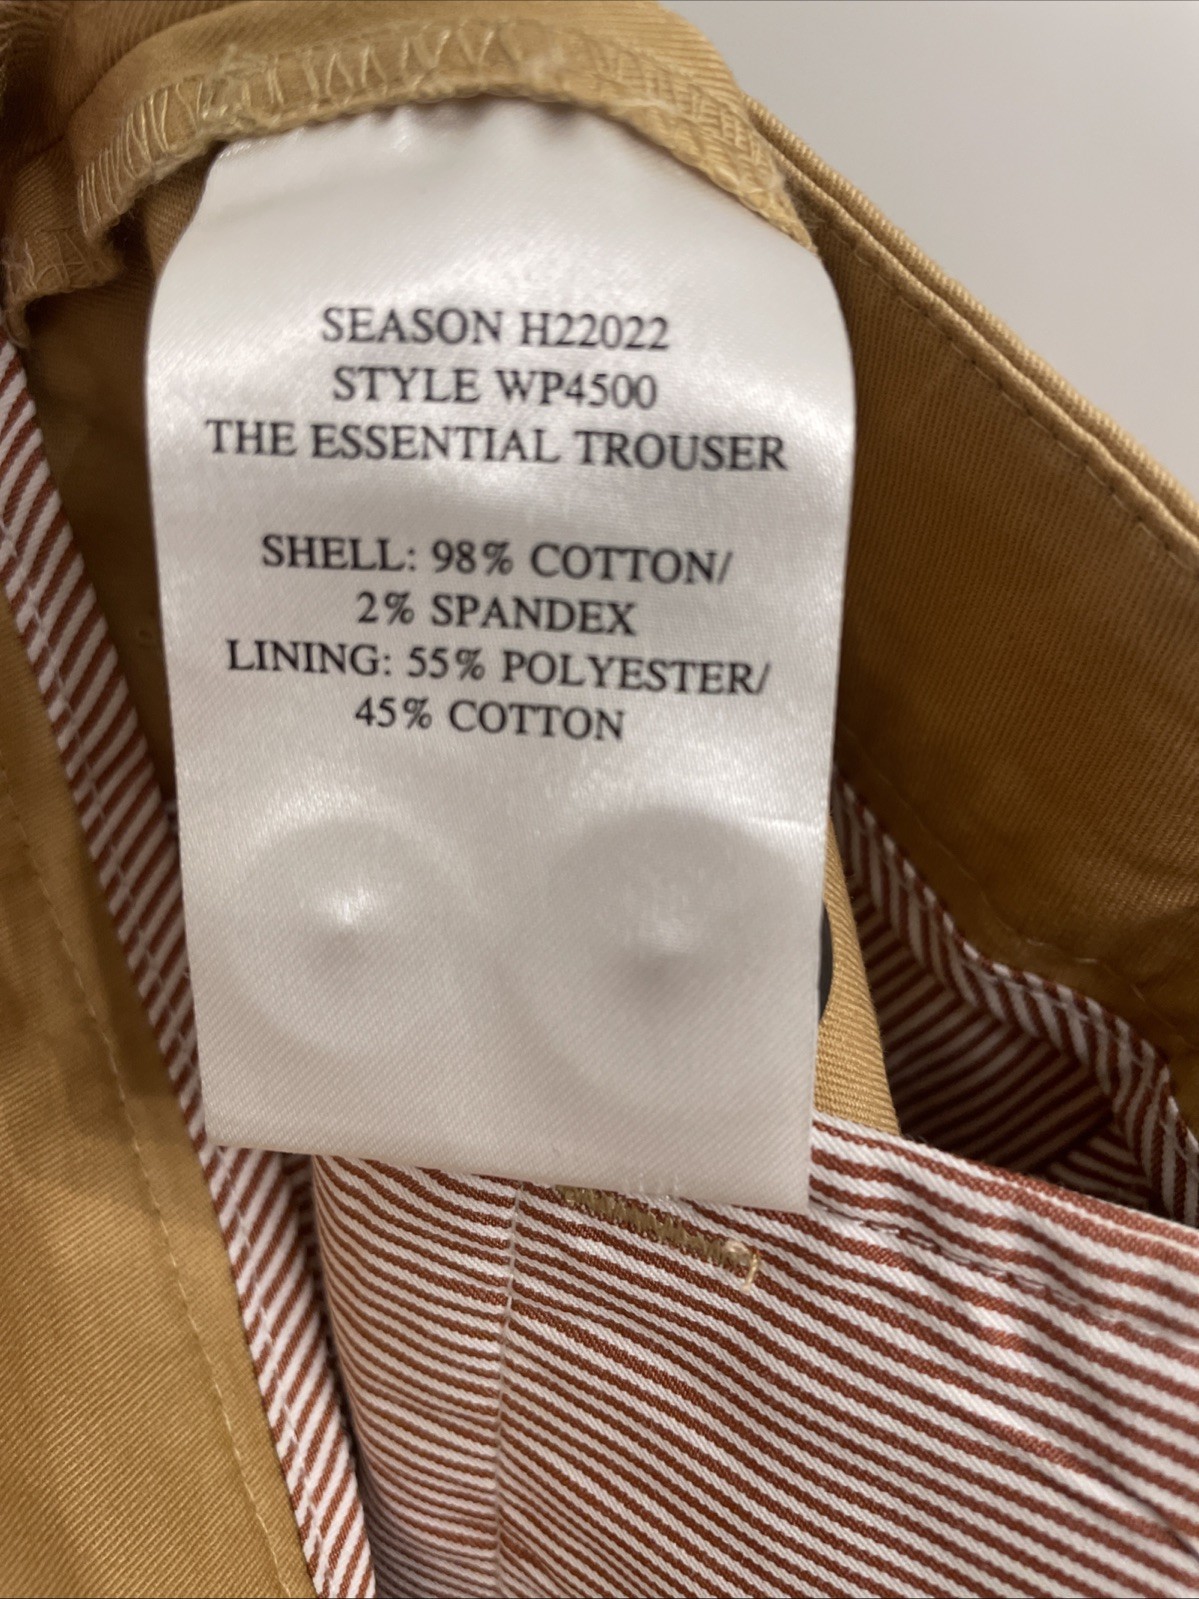 SEASON H22022
STYLE WP4500
THE ESSENTIAL TROUSER
SHELL: 98% COTTON/
2% SPANDEX
LINING: 55% POLYESTER/
45% COTTON